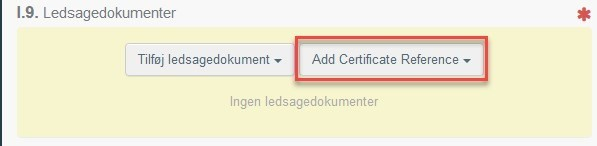 I.9. Ledsagedokumenter
Tilføj ledsagedokument Add Certificate Reference
Ingen ledsagedokumenter